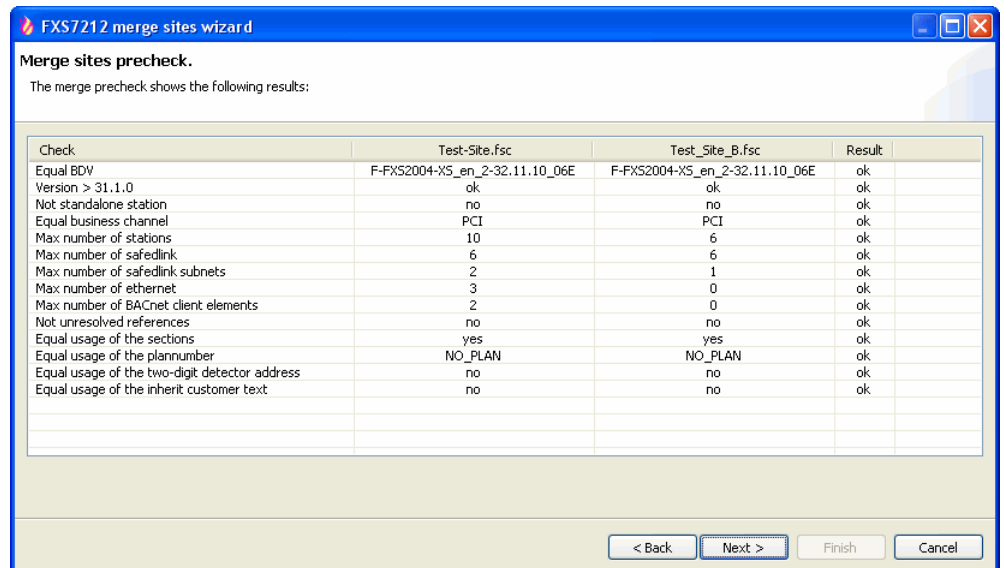 FXS7212 merge sites wizard
Merge sites precheck.
The merge precheck shows the following results:
Check Test-Site.fsc Test_Site_B.fsc Result
Equal BDV F-FXS2004-XS_en_2-32.11.10_06E F-FXS2004-XS_en_2-32.11.10_06E ok
Version > 31.1.0 ok ok ok
Not standalone station no no ok
Equal business channel PCI PCI ok
Max number of stations 10 6 ok
Max number of safedlink 6 6 ok
Max number of safedlink subnets 2 1 ok
Max number of ethernet 3 0 ok
Max number of BACnet client elements 2 0 ok
Not unresolved references no no ok
Equal usage of the sections yes yes ok
Equal usage of the plannumber NO_PLAN NO_PLAN ok
Equal usage of the two-digit detector address no no ok
Equal usage of the inherit customer text no no ok
< Back Next > Finish Cancel